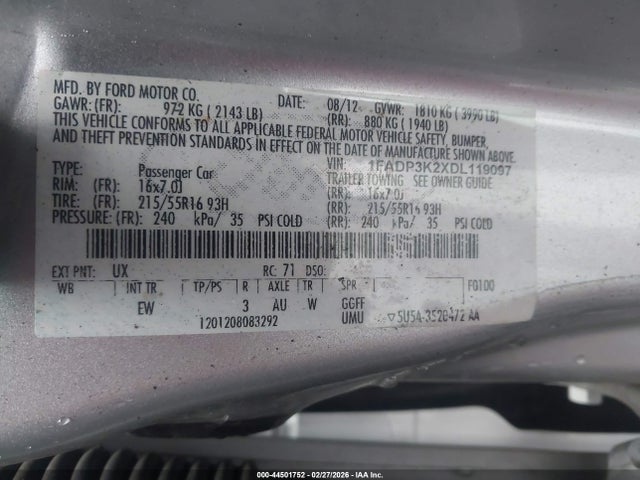 MFD. BY FORD MOTOR CO. DATE: 08/12 GVWR: 1810 KG ( 3990 LB)
GAWR: (FR): 972 KG ( 2143 LB) (RR): 880 KG ( 1940 LB)
THIS VEHICLE CONFORMS TO ALL APPLICABLE FEDERAL MOTOR VEHICLE SAFETY, BUMPER,
AND THEFT PREVENTION STANDARDS IN EFFECT ON THE DATE OF MANUFACTURE SHOWN ABOVE.
VIN: 1FADP3K2XDL119097
TYPE: Passenger Car TRAILER TOWING - SEE OWNER GUIDE
RIM: (FR): 16x7.0J (RR): 16x7.0J
TIRE: (FR): 215/55R16 93H (RR): 215/55R16 93H
PRESSURE: (FR): 240 kPa/ 35 PSI COLD (RR): 240 kPa/ 35 PSI COLD
EXT PNT: UX RC: 71 DSO:
WB INT TR TP/PS R AXLE TR SPR F0100
EW 3 AU W GGFF
1201208083292 UMU ▽5U5A-3520472 AA
000-44501752 — 02/27/2026 — IAA, Inc.